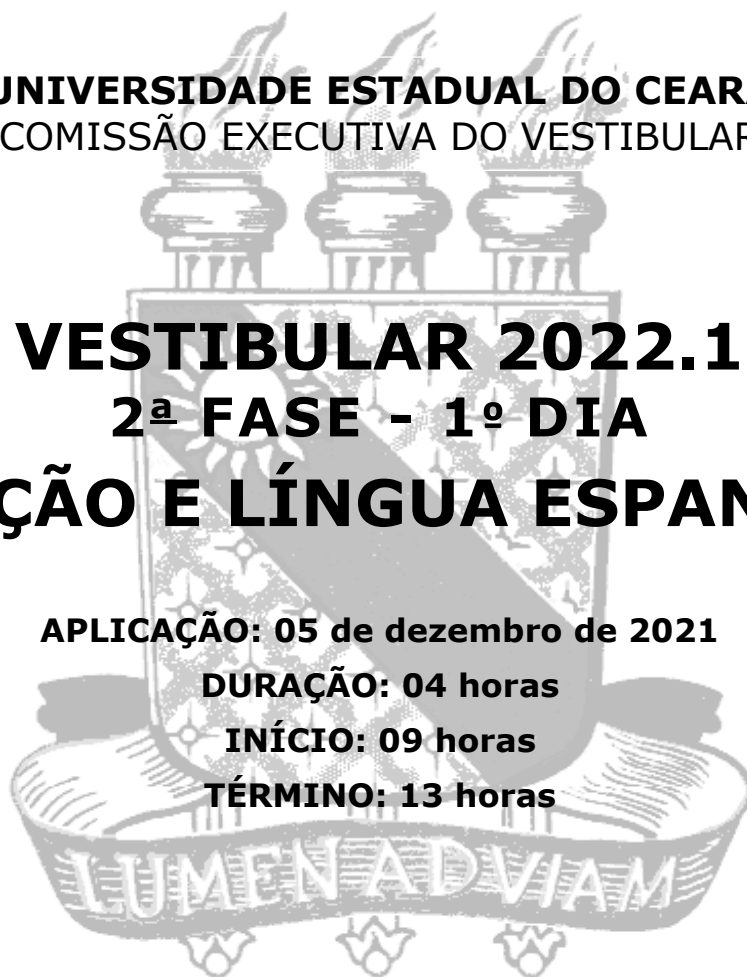 UNIVERSIDADE ESTADUAL DO CEARÁ
COMISSÃO EXECUTIVA DO VESTIBULAR
VESTIBULAR 2022.1
2ª FASE - 1º DIA
ÇÃO E LÍNGUA ESPAN
APLICAÇÃO: 05 de dezembro de 2021
DURAÇÃO: 04 horas
INÍCIO: 09 horas
TÉRMINO: 13 horas
LUMEN AD VIAM